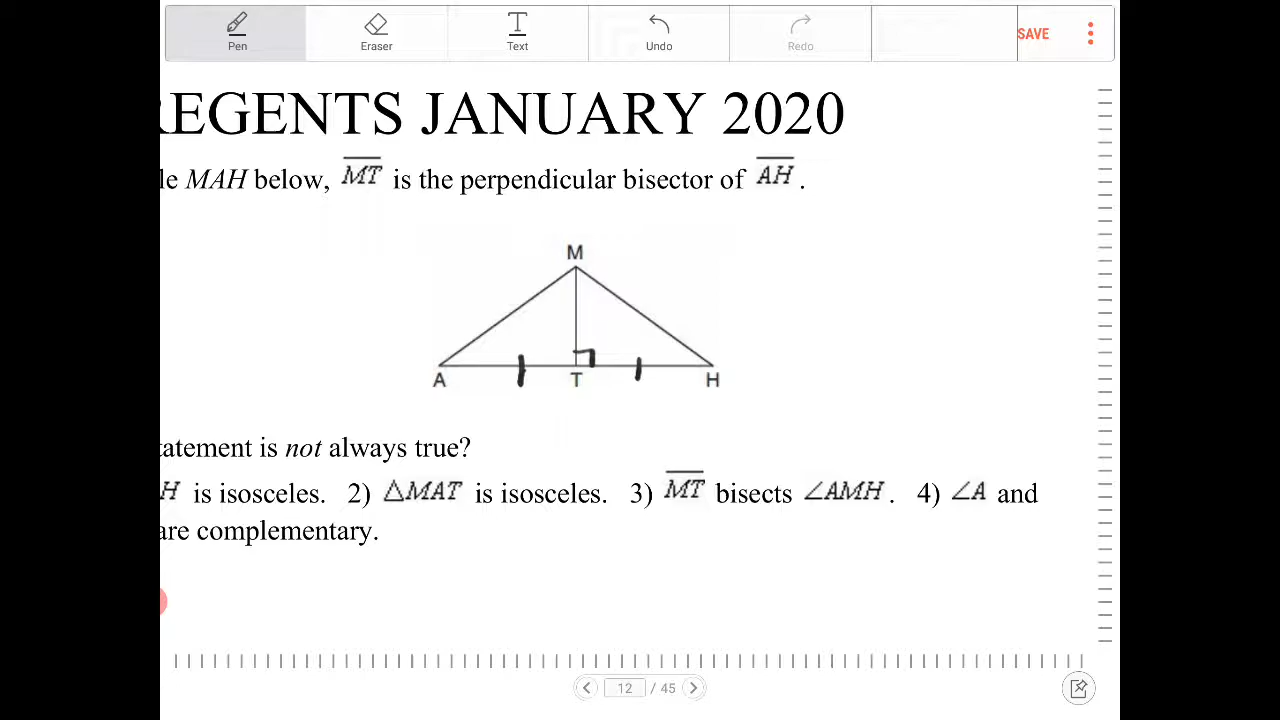 Pen Eraser Text Undo Redo SAVE
REGENTS JANUARY 2020
le MAH below, MT is the perpendicular bisector of AH.
M
A T H
tatement is not always true?
H is isosceles. 2) △MAT is isosceles. 3) MT bisects ∠AMH. 4) ∠A and
are complementary.
12 / 45